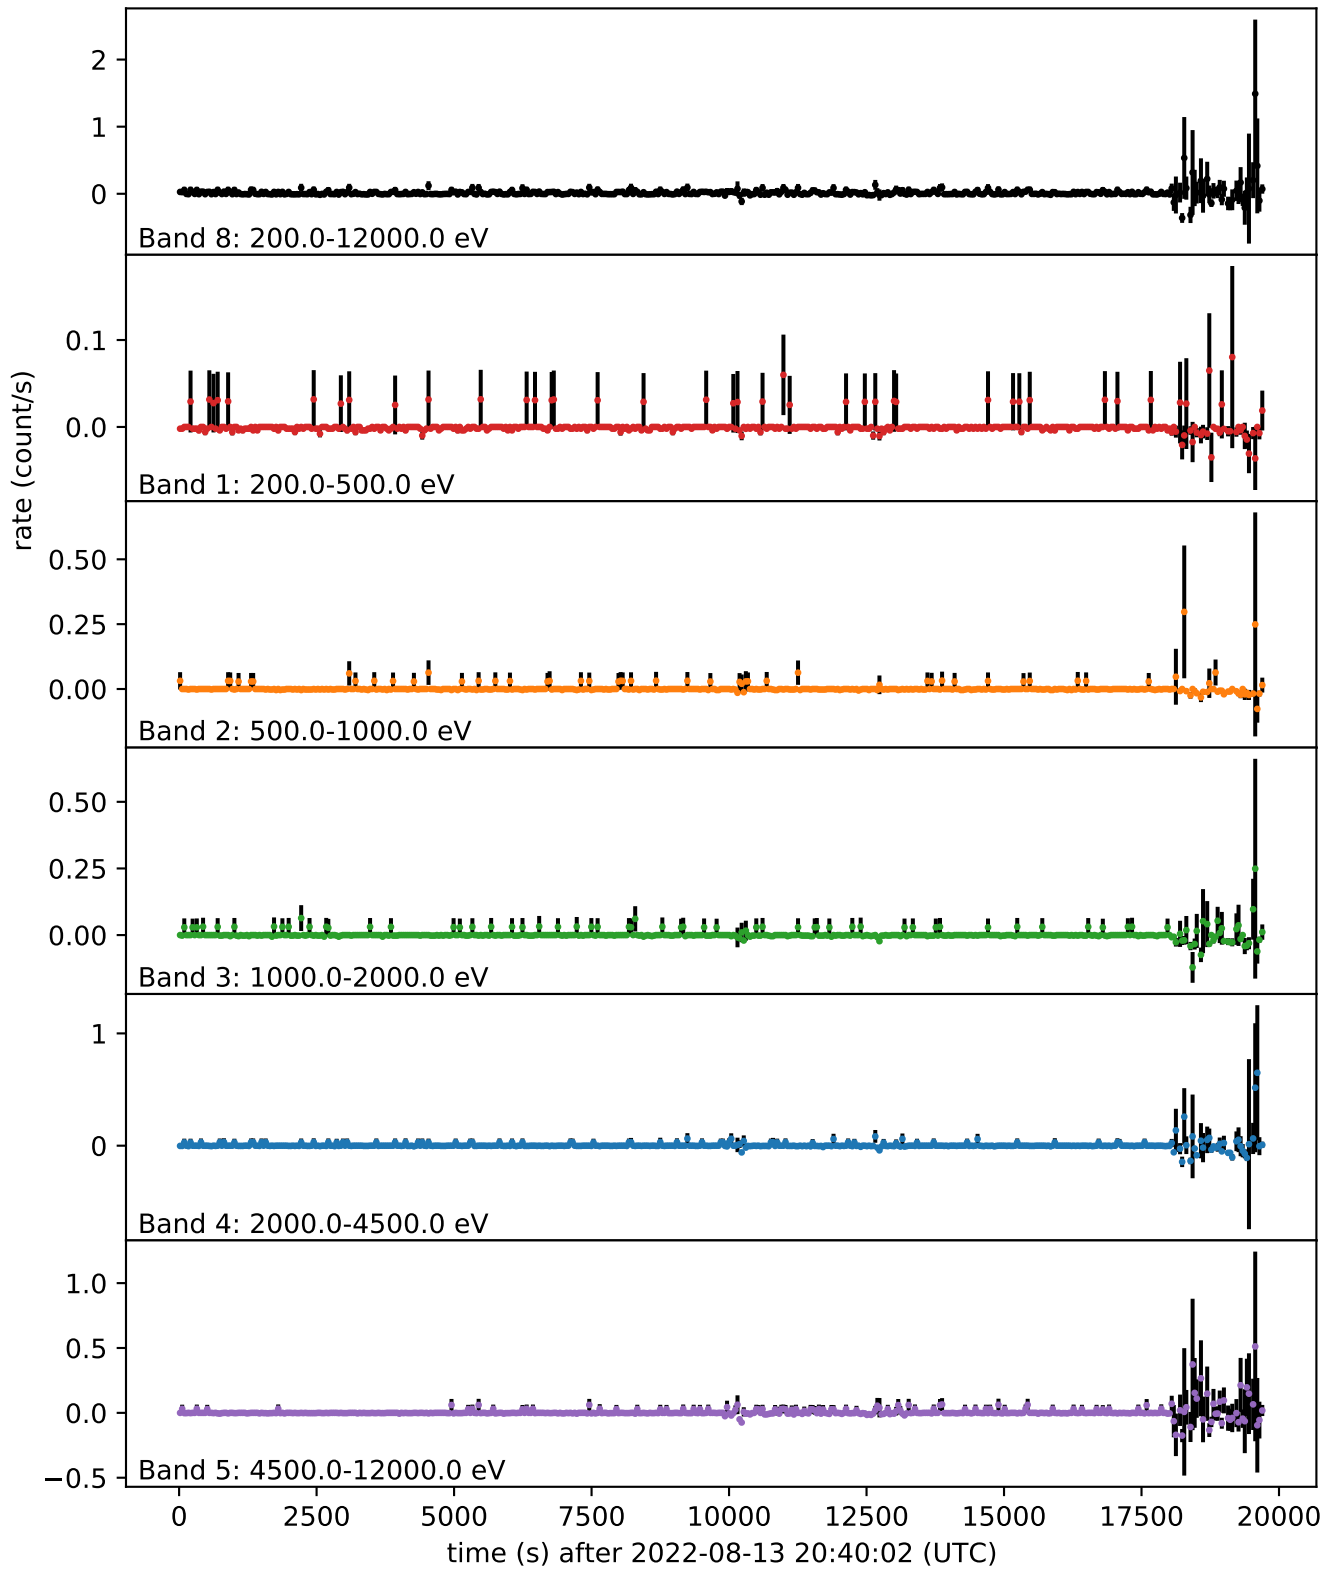 2
1
0
Band 8: 200.0-12000.0 eV
0.1
0.0
Band 1: 200.0-500.0 eV
rate (count/s)
0.50
0.25
0.00
Band 2: 500.0-1000.0 eV
0.50
0.25
0.00
Band 3: 1000.0-2000.0 eV
1
0
Band 4: 2000.0-4500.0 eV
1.0
0.5
0.0
−0.5
Band 5: 4500.0-12000.0 eV
0 2500 5000 7500 10000 12500 15000 17500 20000
time (s) after 2022-08-13 20:40:02 (UTC)